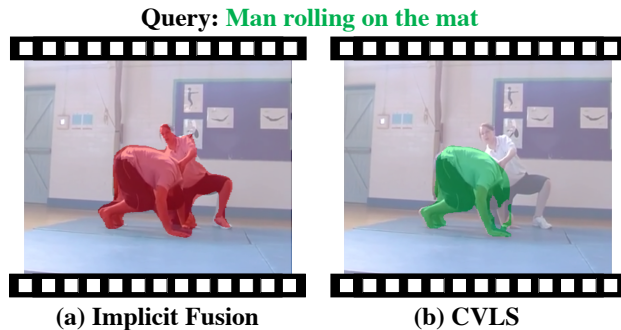 Query: Man rolling on the mat
(a) Implicit Fusion
(b) CVLS